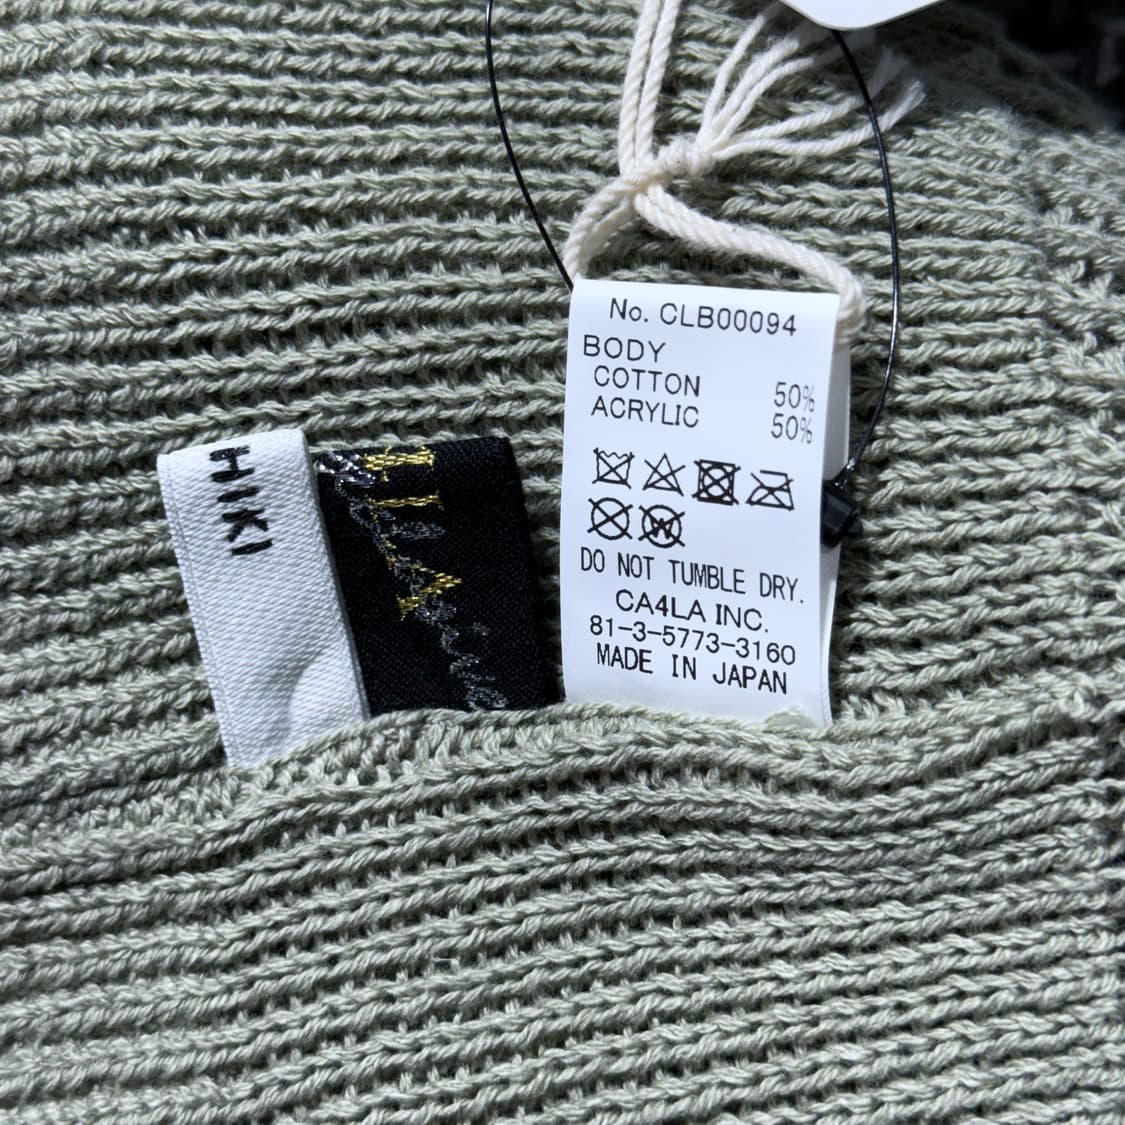 No. CLB00094
BODY
COTTON 50%
ACRYLIC 50%
DO NOT TUMBLE DRY.
CA4LA INC.
81-3-5773-3160
MADE IN JAPAN
HIKI